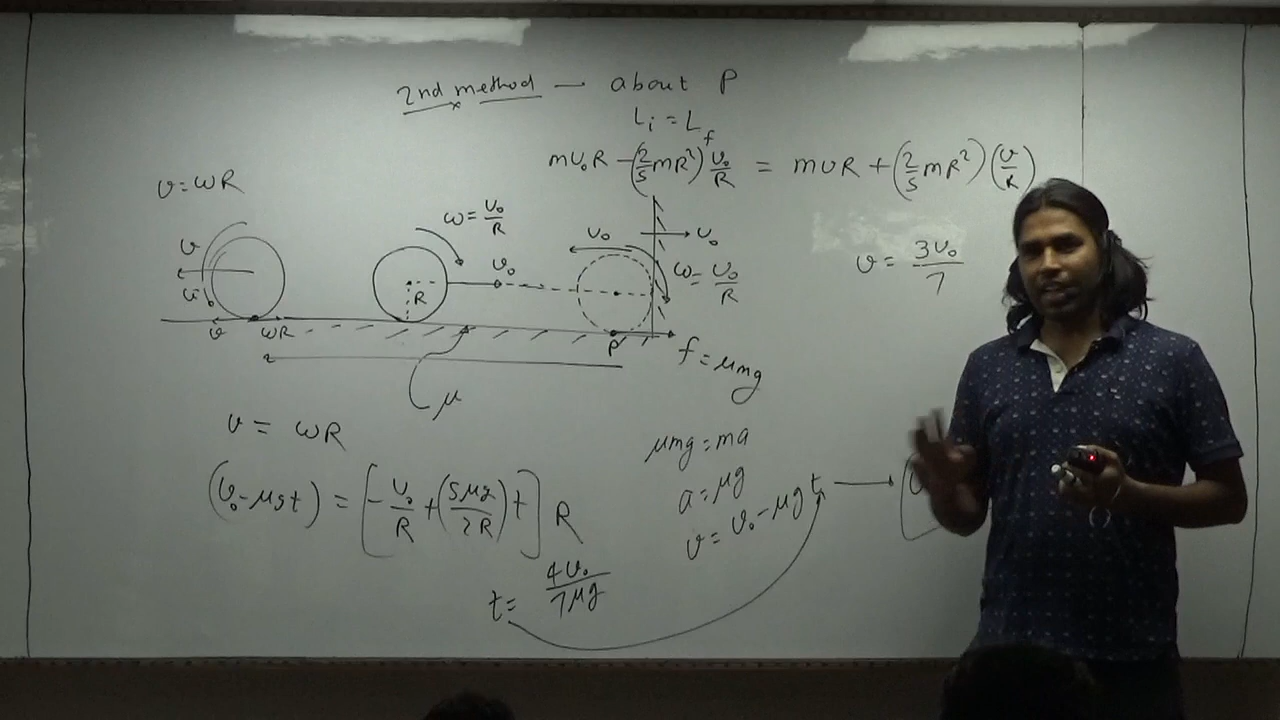 2nd method — about P
Li = Lf
mv₀R − (2/5 mR²) v₀/R = mvR + (2/5 mR²)(v/R)
v = ωR
ω = v₀/R
v
v₀
R
v₀
v₀
ω = v₀/R
v = 3v₀/7
v
ωR
P
f = μmg
μ
v = ωR
(v₀ − μgt) = [− v₀/R + (5μg/2R) t] R
t = 4v₀/7μg
μmg = ma
a = μg
v = v₀ − μgt